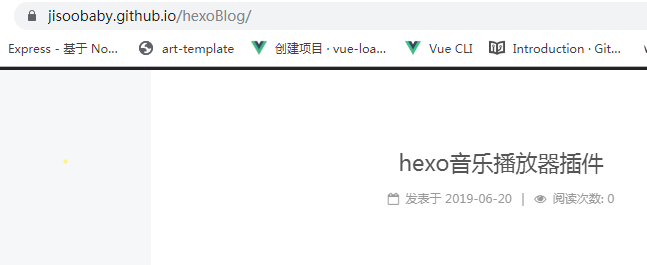 jisoobaby.github.io/hexoBlog/
Express - 基于 No... art-template 创建项目 · vue-loa... Vue CLI Introduction · Git...
hexo音乐播放器插件
发表于 2019-06-20 | 阅读次数: 0